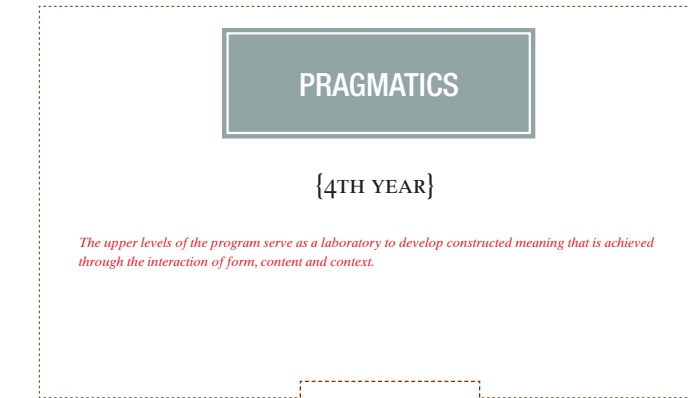 PRAGMATICS
{4TH YEAR}
The upper levels of the program serve as a laboratory to develop constructed meaning that is achieved
through the interaction of form, content and context.